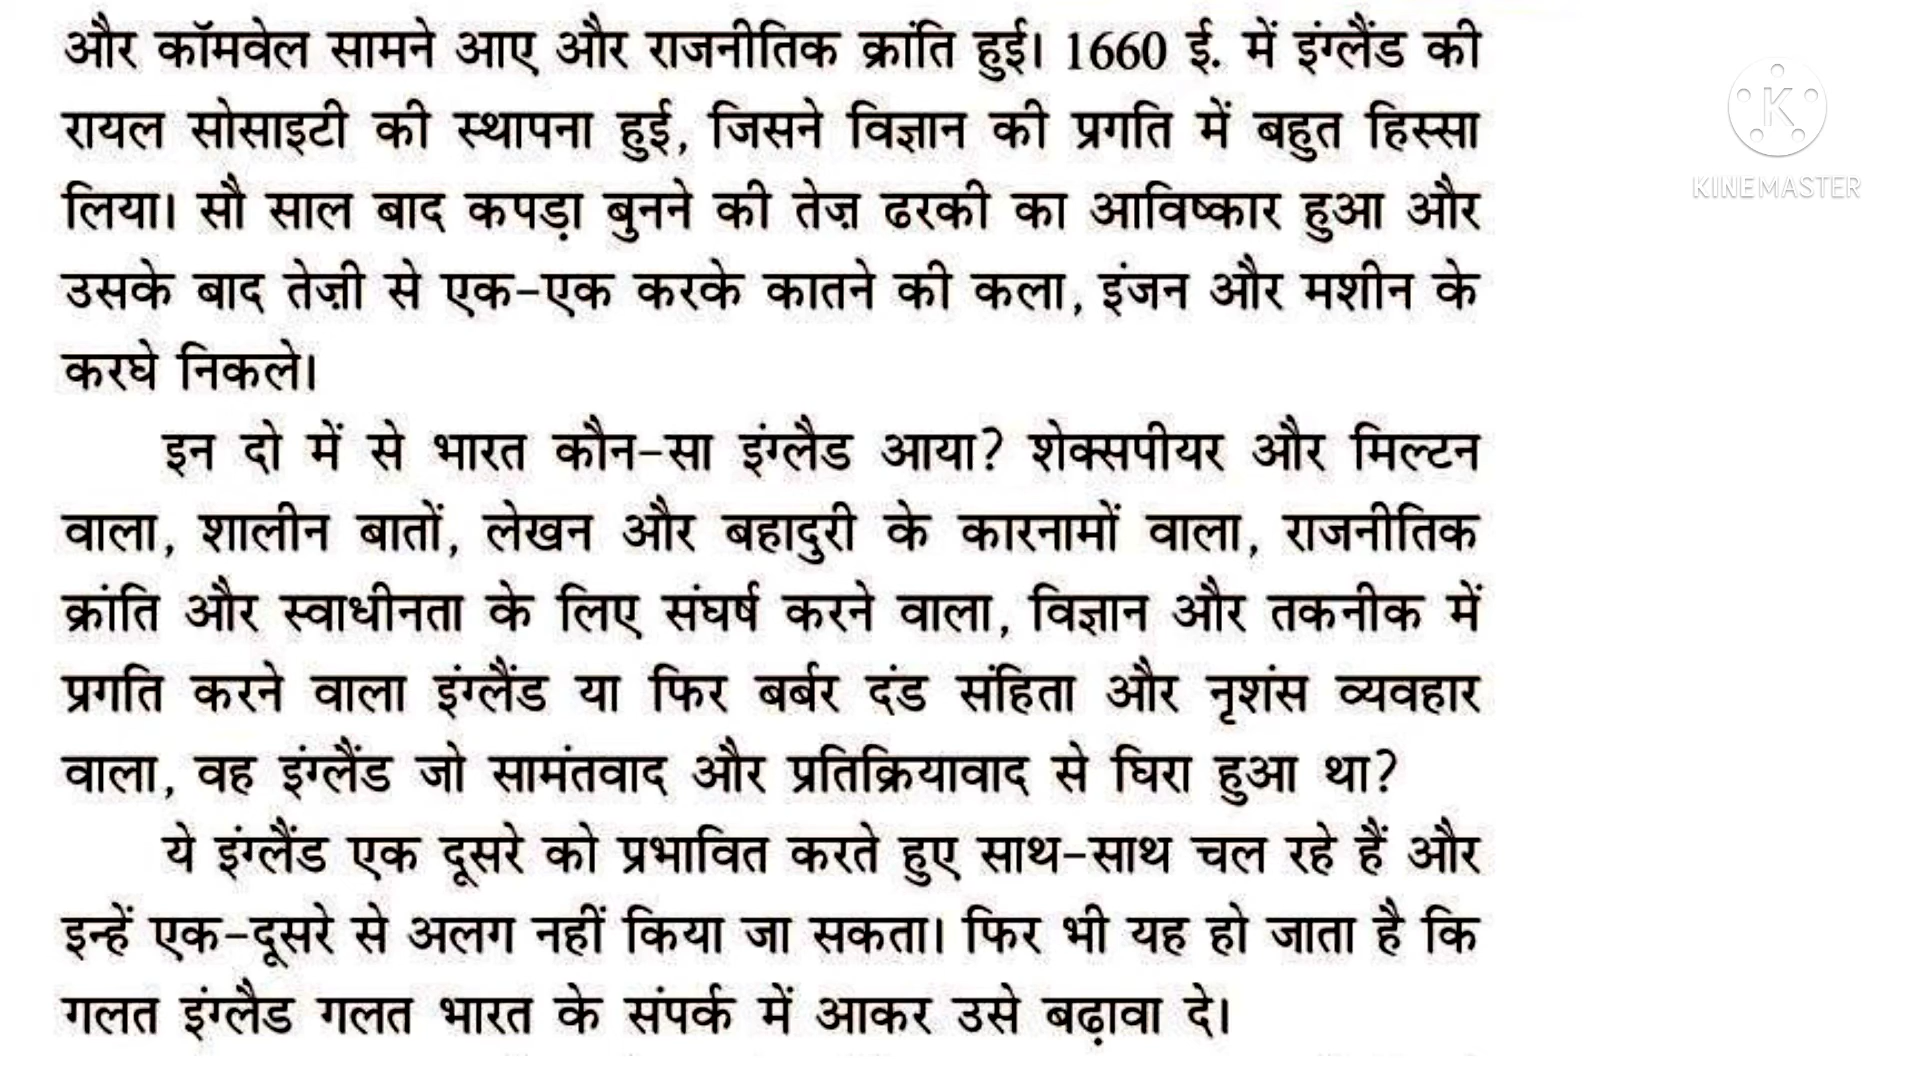 और कॉमवेल सामने आए और राजनीतिक क्रांति हुई। 1660 ई. में इंग्लैंड की
रायल सोसाइटी की स्थापना हुई, जिसने विज्ञान की प्रगति में बहुत हिस्सा
लिया। सौ साल बाद कपड़ा बुनने की तेज़ ढरकी का आविष्कार हुआ और
उसके बाद तेज़ी से एक-एक करके कातने की कला, इंजन और मशीन के
करघे निकले।
इन दो में से भारत कौन-सा इंग्लैड आया? शेक्सपीयर और मिल्टन
वाला, शालीन बातों, लेखन और बहादुरी के कारनामों वाला, राजनीतिक
क्रांति और स्वाधीनता के लिए संघर्ष करने वाला, विज्ञान और तकनीक में
प्रगति करने वाला इंग्लैंड या फिर बर्बर दंड संहिता और नृशंस व्यवहार
वाला, वह इंग्लैंड जो सामंतवाद और प्रतिक्रियावाद से घिरा हुआ था?
ये इंग्लैंड एक दूसरे को प्रभावित करते हुए साथ-साथ चल रहे हैं और
इन्हें एक-दूसरे से अलग नहीं किया जा सकता। फिर भी यह हो जाता है कि
गलत इंग्लैड गलत भारत के संपर्क में आकर उसे बढ़ावा दे।
K
KINEMASTER